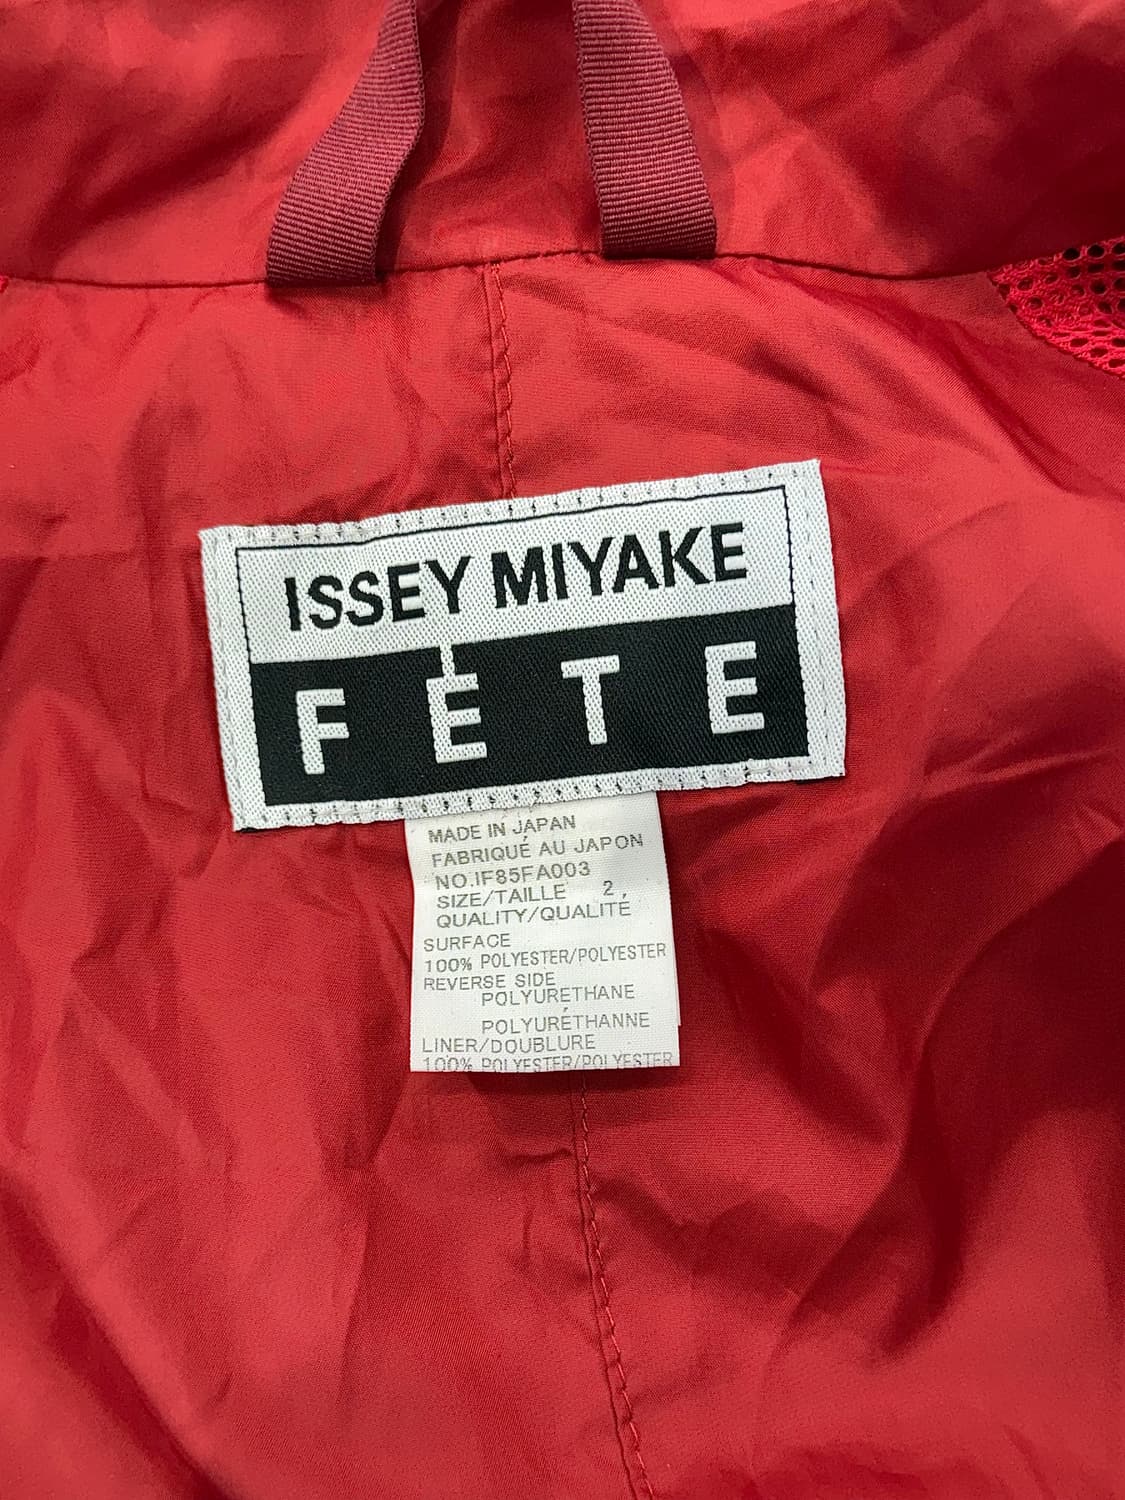 ISSEY MIYAKE
FÊTE
MADE IN JAPAN
FABRIQUÉ AU JAPON
NO.IF85FA003
SIZE/TAILLE 2,
QUALITY/QUALITÉ
SURFACE
100% POLYESTER/POLYESTER
REVERSE SIDE
POLYURETHANE
POLYURÉTHANNE
LINER/DOUBLURE
100% POLYESTER/POLYESTER